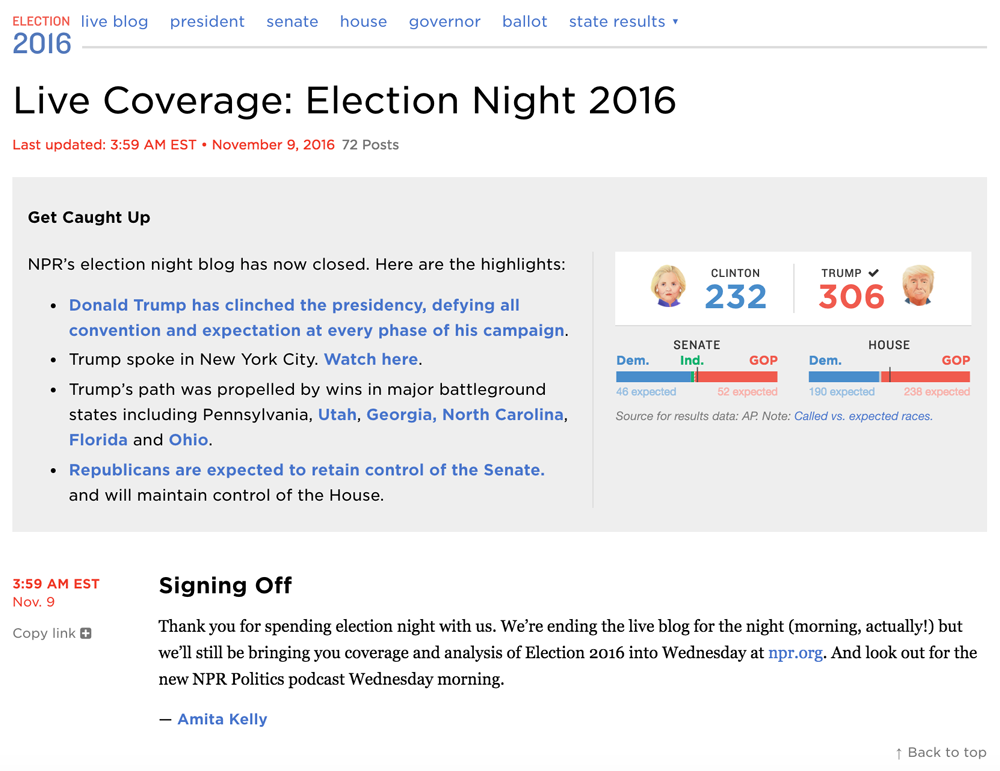 ELECTION
2016
live blog president senate house governor ballot state results ▾
Live Coverage: Election Night 2016
Last updated: 3:59 AM EST • November 9, 2016 72 Posts
Get Caught Up
NPR’s election night blog has now closed. Here are the highlights:
• Donald Trump has clinched the presidency, defying all
convention and expectation at every phase of his campaign.
• Trump spoke in New York City. Watch here.
• Trump’s path was propelled by wins in major battleground
states including Pennsylvania, Utah, Georgia, North Carolina,
Florida and Ohio.
• Republicans are expected to retain control of the Senate.
and will maintain control of the House.
CLINTON
232
TRUMP ✔
306
SENATE
Dem. Ind. GOP
46 expected 52 expected
HOUSE
Dem. GOP
190 expected 238 expected
Source for results data: AP. Note: Called vs. expected races.
3:59 AM EST
Nov. 9
Copy link
Signing Off
Thank you for spending election night with us. We’re ending the live blog for the night (morning, actually!) but
we’ll still be bringing you coverage and analysis of Election 2016 into Wednesday at npr.org. And look out for the
new NPR Politics podcast Wednesday morning.
— Amita Kelly
↑ Back to top